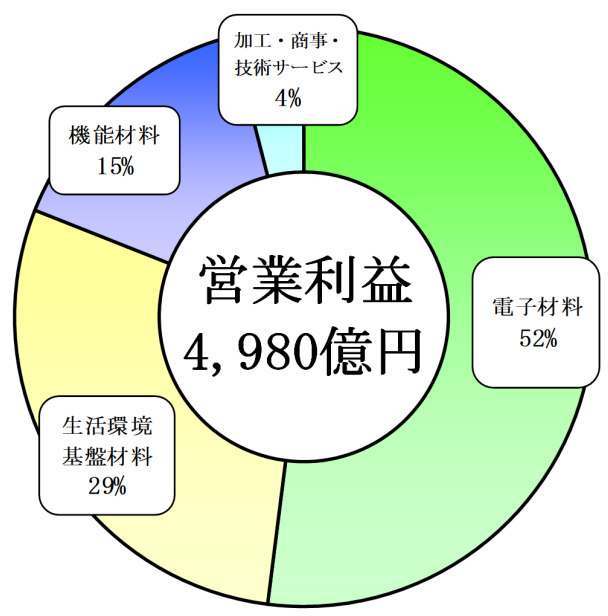 加工・商事・
技術サービス
4%
機能材料
15%
営業利益
4,980億円
電子材料
52%
生活環境
基盤材料
29%